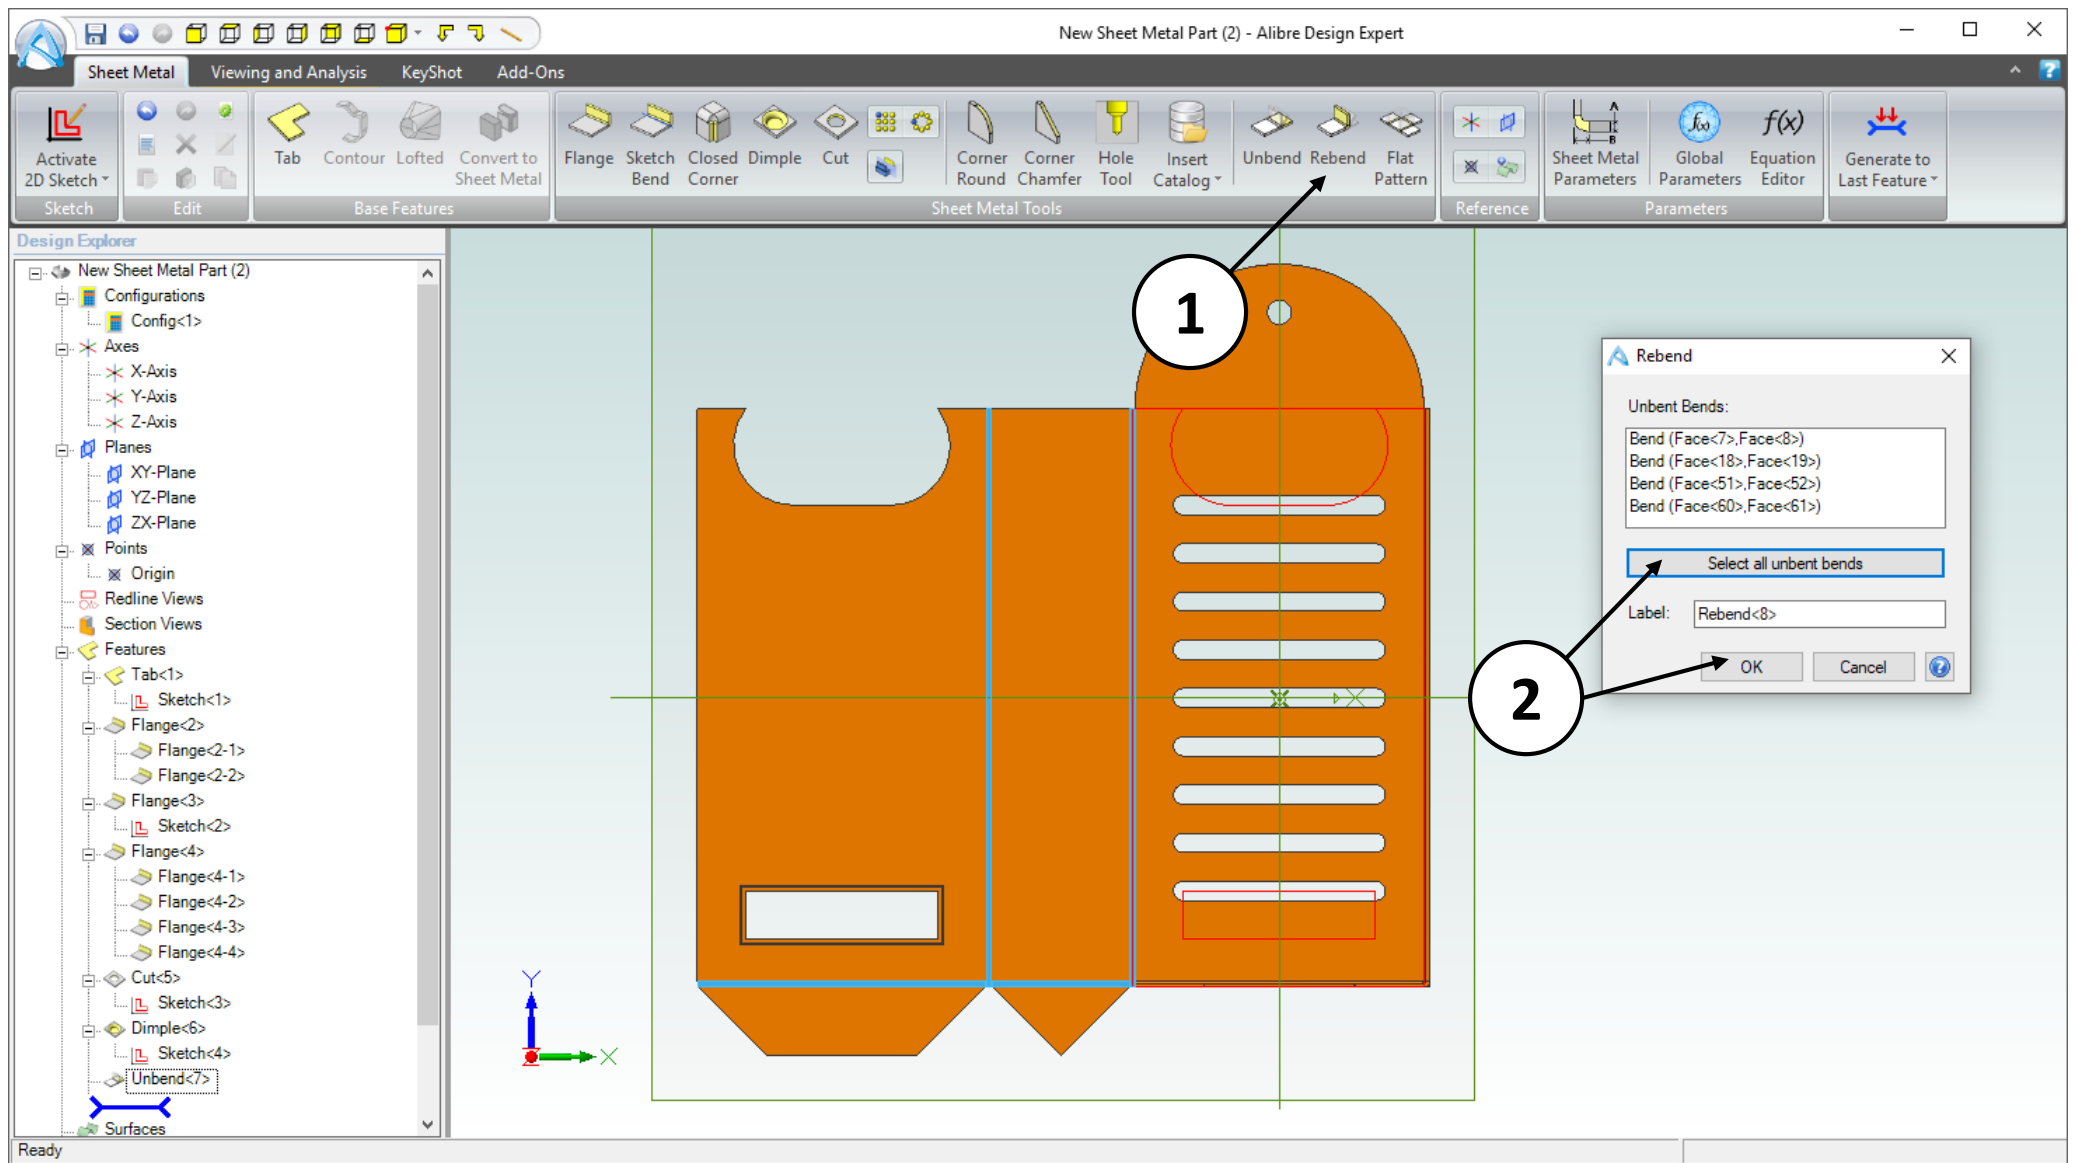 New Sheet Metal Part (2) - Alibre Design Expert
Sheet Metal
Viewing and Analysis
KeyShot
Add-Ons
Activate
2D Sketch
Sketch
Edit
Tab
Contour
Lofted
Convert to
Sheet Metal
Base Features
Flange
Sketch
Bend
Closed
Corner
Dimple
Cut
Corner
Round
Corner
Chamfer
Hole
Tool
Insert
Catalog
Unbend
Rebend
Flat
Pattern
Sheet Metal Tools
Reference
A
B
Sheet Metal
Parameters
f(x)
Global
Parameters
f(x)
Equation
Editor
Parameters
Generate to
Last Feature
Design Explorer
New Sheet Metal Part (2)
Configurations
Config<1>
Axes
X-Axis
Y-Axis
Z-Axis
Planes
XY-Plane
YZ-Plane
ZX-Plane
Points
Origin
Redline Views
Section Views
Features
Tab<1>
Sketch<1>
Flange<2>
Flange<2-1>
Flange<2-2>
Flange<3>
Sketch<2>
Flange<4>
Flange<4-1>
Flange<4-2>
Flange<4-3>
Flange<4-4>
Cut<5>
Sketch<3>
Dimple<6>
Sketch<4>
Unbend<7>
Surfaces
1
Y
X
Z
X
Rebend
Unbent Bends:
Bend (Face<7>,Face<8>)
Bend (Face<18>,Face<19>)
Bend (Face<51>,Face<52>)
Bend (Face<60>,Face<61>)
Select all unbent bends
Label:
Rebend<8>
OK
Cancel
?
2
Ready